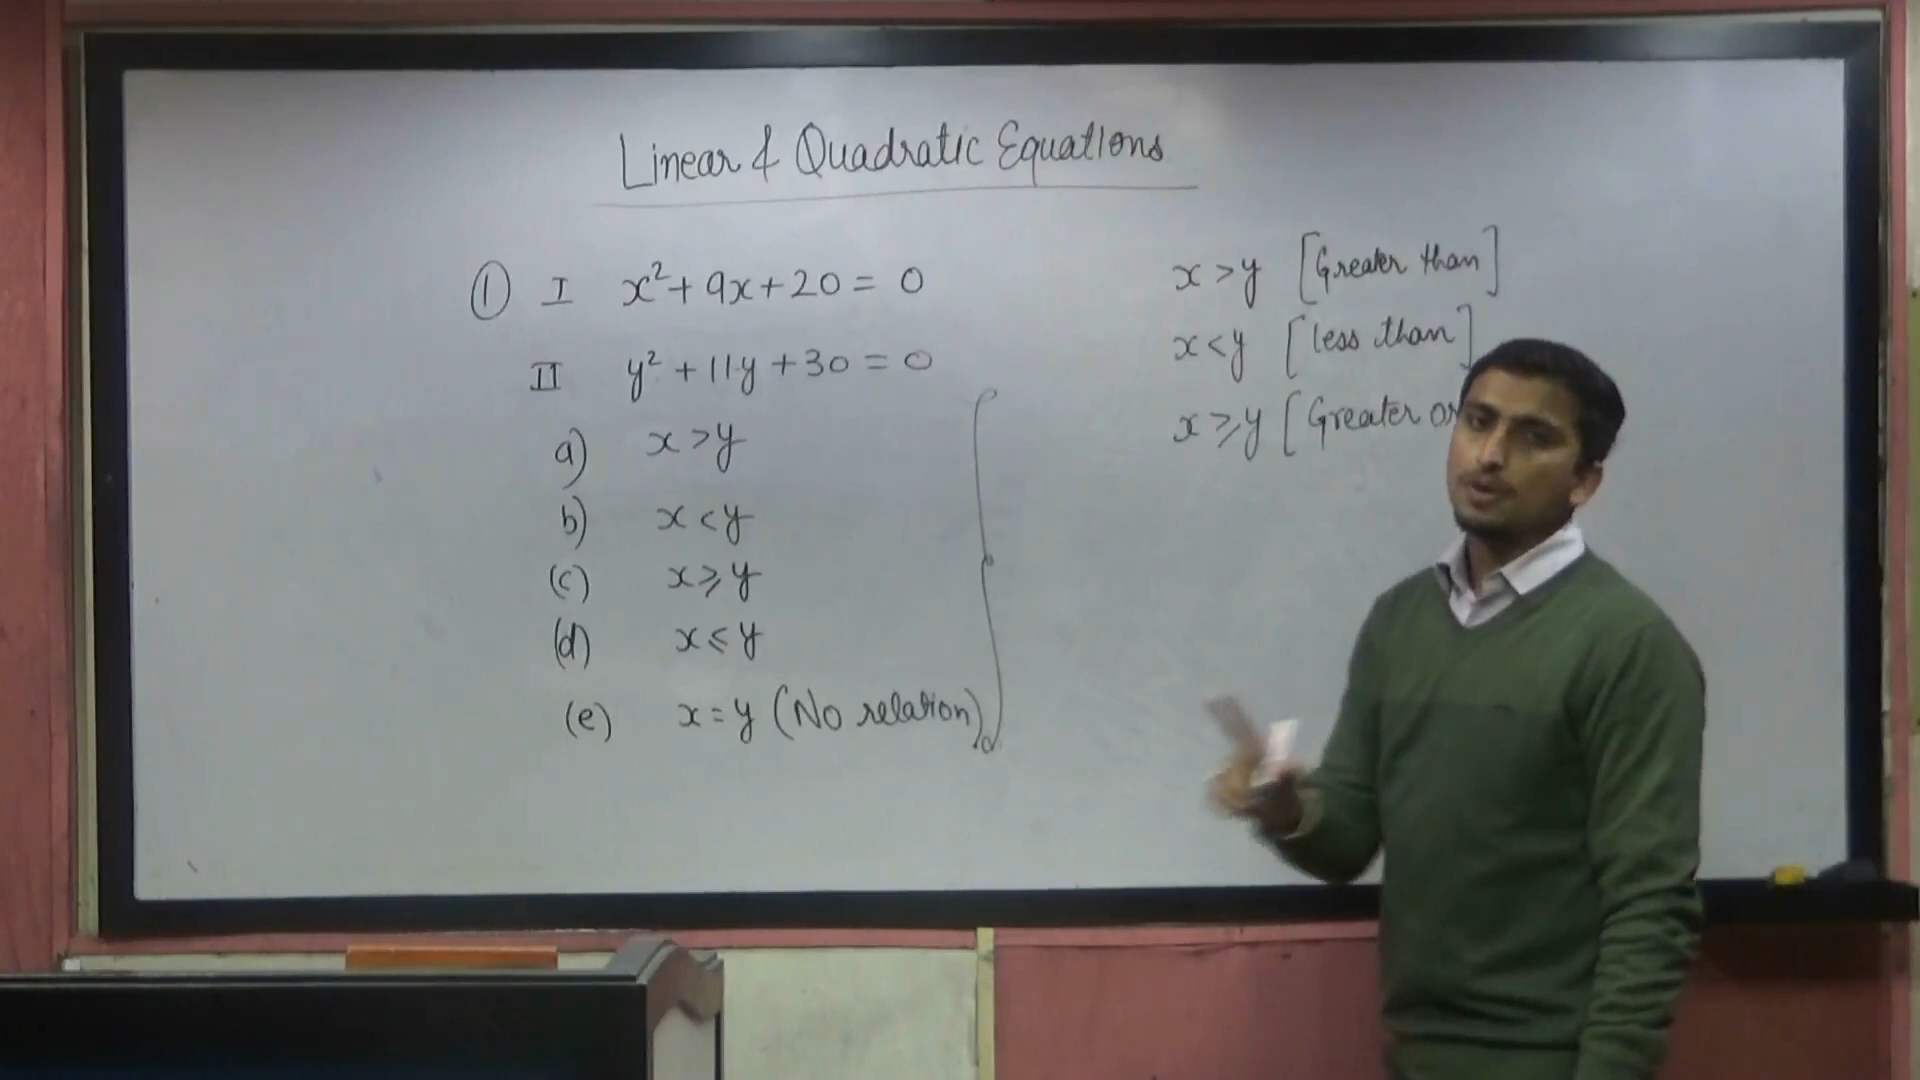 Linear & Quadratic Equations
① I x²+9x+20 = 0
II y²+11y+30 = 0
a) x>y
b) x<y
(c) x⩾y
(d) x⩽y
(e) x=y (No relation)
x>y [Greater than]
x<y [less than]
x⩾y [Greater or